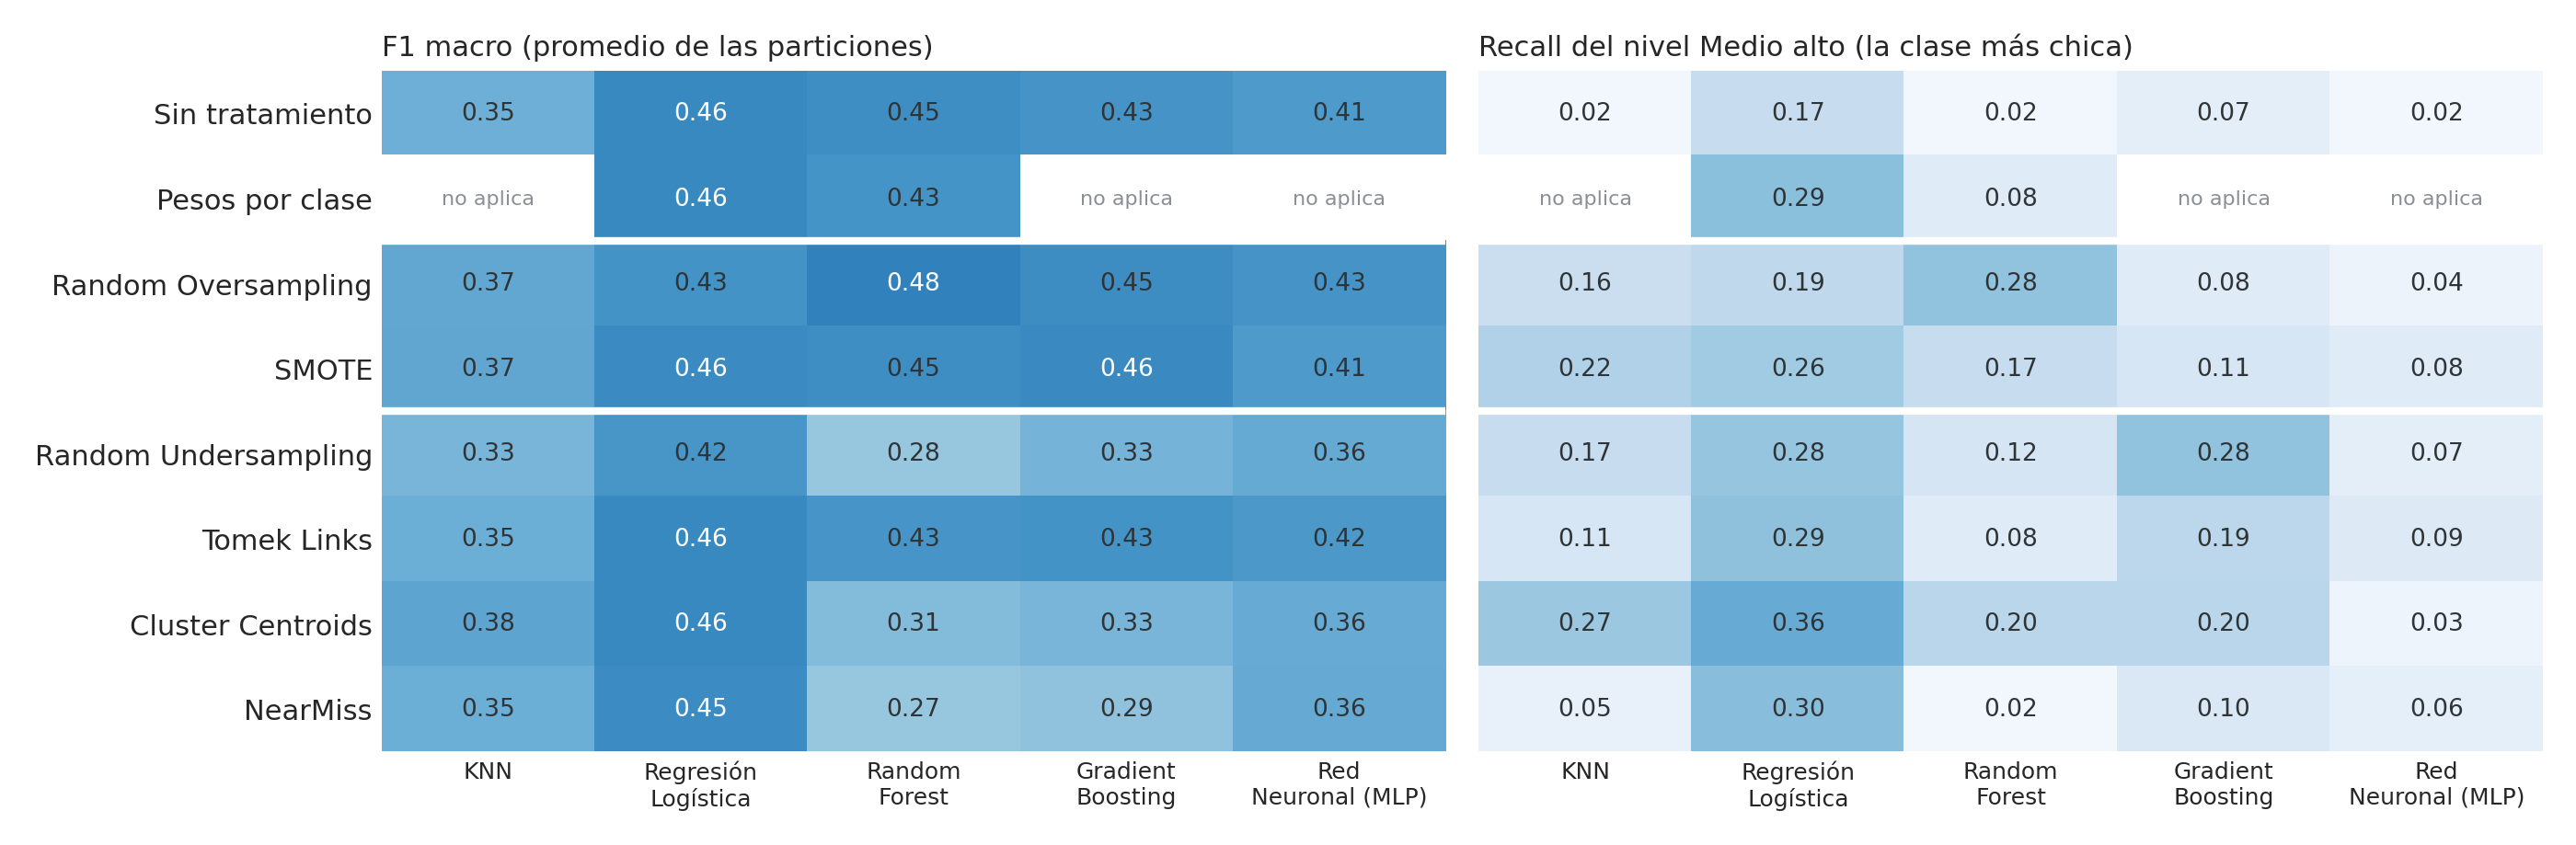 F1 macro (promedio de las particiones)
Recall del nivel Medio alto (la clase más chica)
Sin tratamiento 0.35 0.46 0.45 0.43 0.41 0.02 0.17 0.02 0.07 0.02
Pesos por clase no aplica 0.46 0.43 no aplica no aplica no aplica 0.29 0.08 no aplica no aplica
Random Oversampling 0.37 0.43 0.48 0.45 0.43 0.16 0.19 0.28 0.08 0.04
SMOTE 0.37 0.46 0.45 0.46 0.41 0.22 0.26 0.17 0.11 0.08
Random Undersampling 0.33 0.42 0.28 0.33 0.36 0.17 0.28 0.12 0.28 0.07
Tomek Links 0.35 0.46 0.43 0.43 0.42 0.11 0.29 0.08 0.19 0.09
Cluster Centroids 0.38 0.46 0.31 0.33 0.36 0.27 0.36 0.20 0.20 0.03
NearMiss 0.35 0.45 0.27 0.29 0.36 0.05 0.30 0.02 0.10 0.06
KNN Regresión Random Gradient Red KNN Regresión Random Gradient Red
Logística Forest Boosting Neuronal (MLP) Logística Forest Boosting Neuronal (MLP)